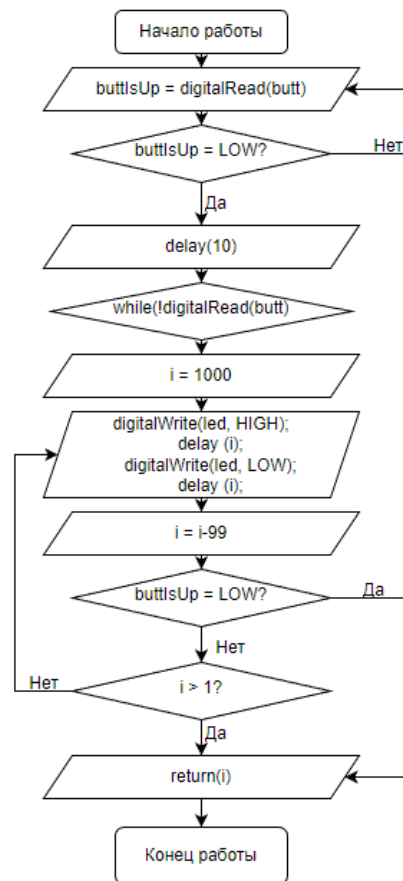 Начало работы
buttIsUp = digitalRead(butt)
buttIsUp = LOW?
Нет
Да
delay(10)
while(!digitalRead(butt)
i = 1000
digitalWrite(led, HIGH);
delay (i);
digitalWrite(led, LOW);
delay (i);
i = i-99
buttIsUp = LOW?
Да
Нет
Нет
i > 1?
Да
return(i)
Конец работы